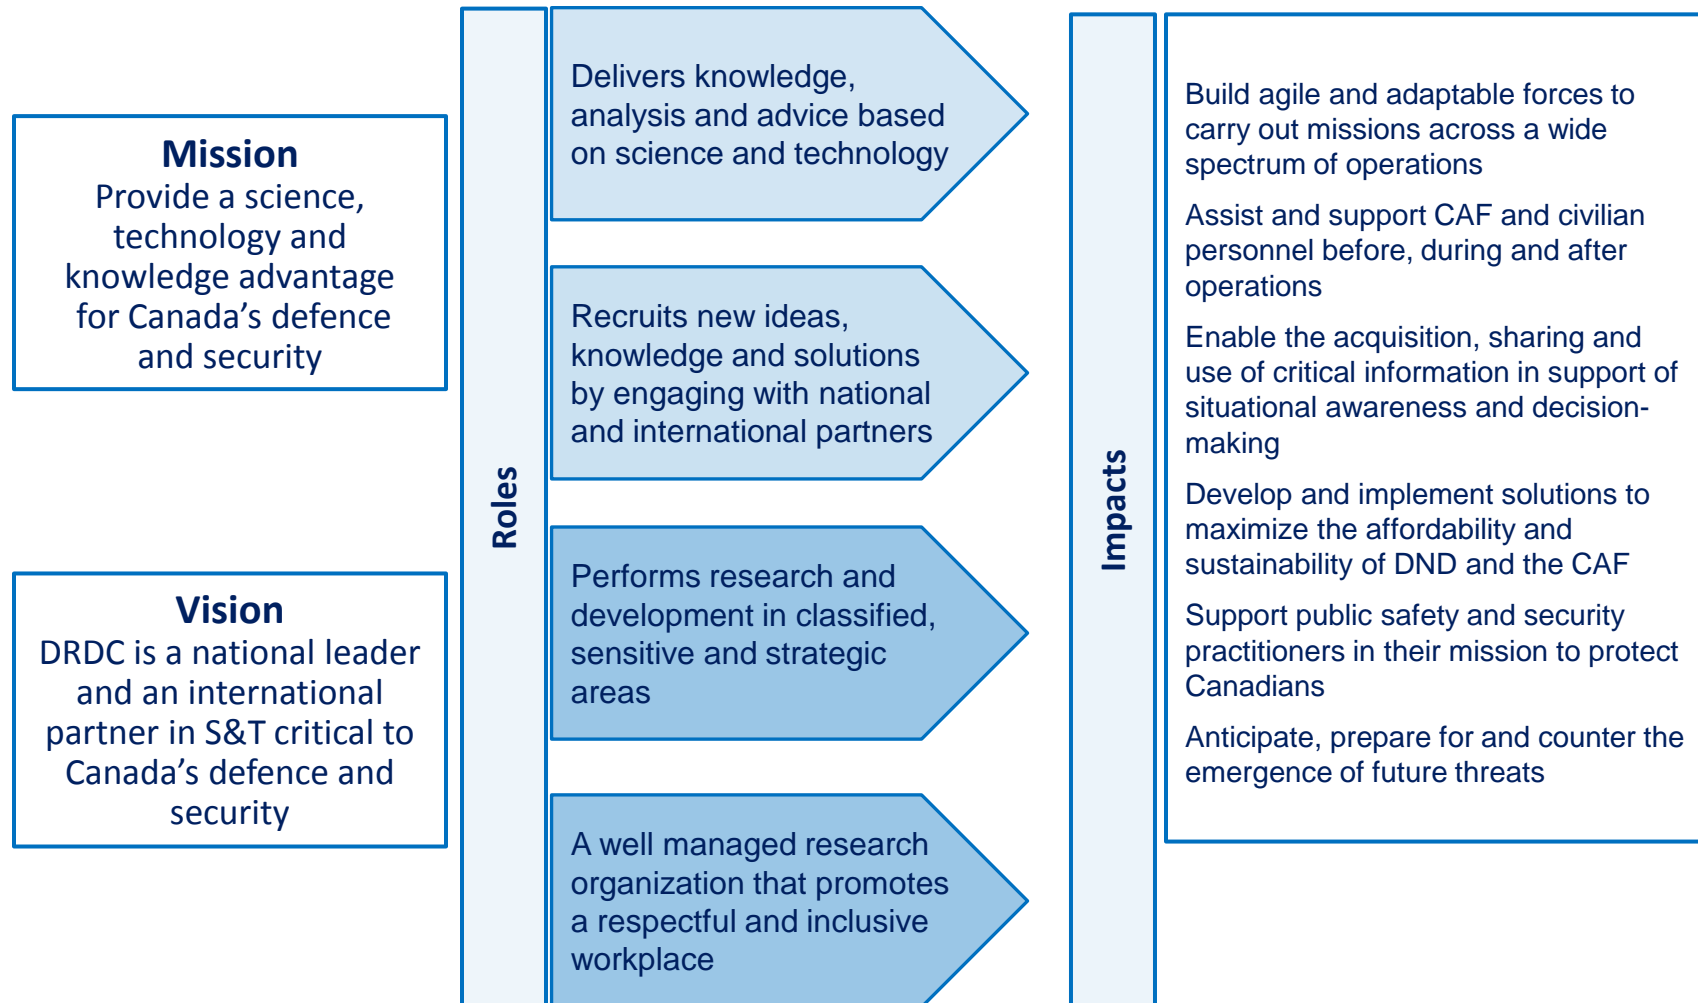 Mission
Provide a science,
technology and
knowledge advantage
for Canada’s defence
and security
Vision
DRDC is a national leader
and an international
partner in S&T critical to
Canada’s defence and
security
Roles
Delivers knowledge,
analysis and advice based
on science and technology
Recruits new ideas,
knowledge and solutions
by engaging with national
and international partners
Performs research and
development in classified,
sensitive and strategic
areas
A well managed research
organization that promotes
a respectful and inclusive
workplace
Impacts
Build agile and adaptable forces to
carry out missions across a wide
spectrum of operations
Assist and support CAF and civilian
personnel before, during and after
operations
Enable the acquisition, sharing and
use of critical information in support of
situational awareness and decision-
making
Develop and implement solutions to
maximize the affordability and
sustainability of DND and the CAF
Support public safety and security
practitioners in their mission to protect
Canadians
Anticipate, prepare for and counter the
emergence of future threats